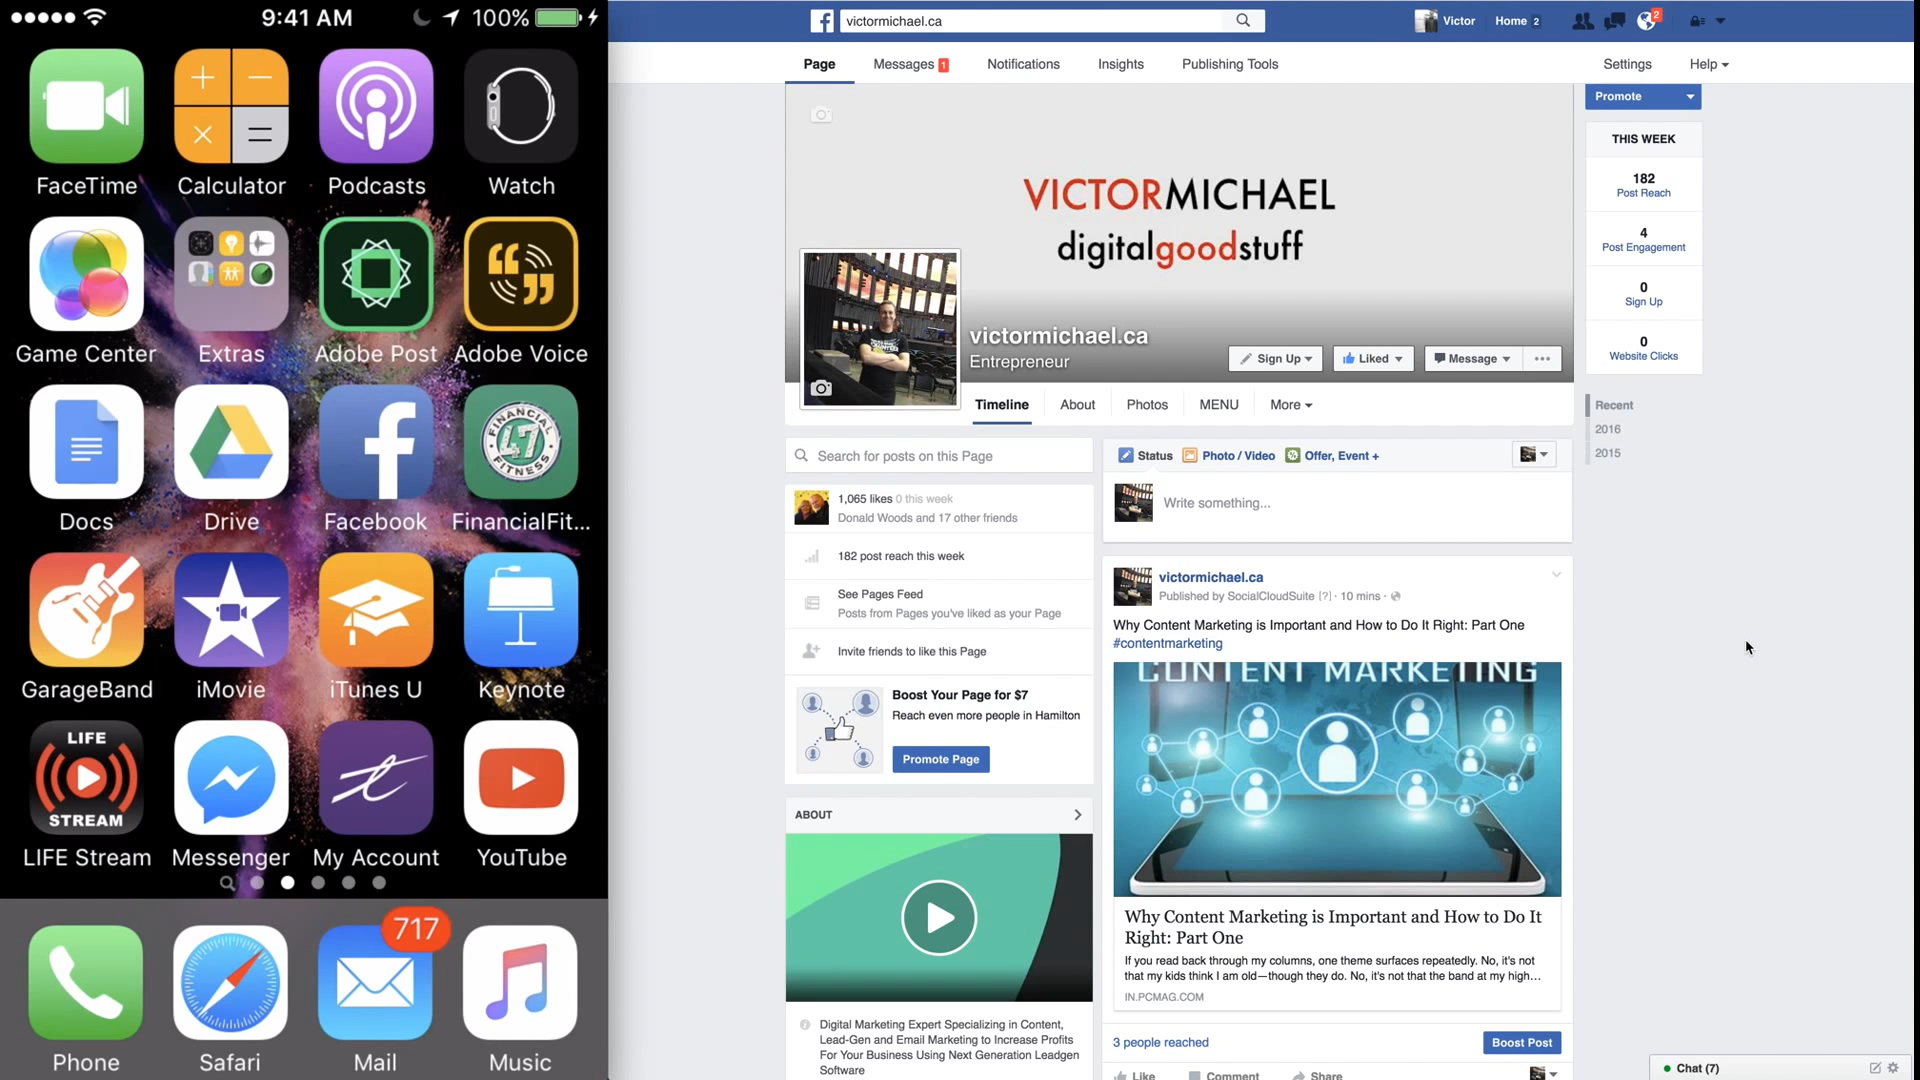 9:41 AM
100%
FaceTime
Calculator
Podcasts
Watch
Game Center
Extras
Adobe Post
Adobe Voice
Docs
Drive
Facebook
FINANCIAL
47
FITNESS
FinancialFit...
GarageBand
iMovie
iTunes U
Keynote
LIFE
STREAM
LIFE Stream
Messenger
My Account
YouTube
717
Phone
Safari
Mail
Music
victormichael.ca
Victor
Home 2
2
Page
Messages 1
Notifications
Insights
Publishing Tools
Settings
Help
VICTORMICHAEL
digitalgoodstuff
victormichael.ca
Entrepreneur
Sign Up
Liked
Message
Timeline
About
Photos
MENU
More
Promote
THIS WEEK
182
Post Reach
4
Post Engagement
0
Sign Up
0
Website Clicks
Recent
2016
2015
Search for posts on this Page
1,065 likes 0 this week
Donald Woods and 17 other friends
182 post reach this week
See Pages Feed
Posts from Pages you've liked as your Page
Invite friends to like this Page
Boost Your Page for $7
Reach even more people in Hamilton
Promote Page
ABOUT
Digital Marketing Expert Specializing in Content,
Lead-Gen and Email Marketing to Increase Profits
For Your Business Using Next Generation Leadgen
Software
Status
Photo / Video
Offer, Event +
Write something...
victormichael.ca
Published by SocialCloudSuite [?] · 10 mins ·
Why Content Marketing is Important and How to Do It Right: Part One
#contentmarketing
CONTENT MARKETING
Why Content Marketing is Important and How to Do It
Right: Part One
If you read back through my columns, one theme surfaces repeatedly. No, it's not
that my kids think I am old—though they do. No, it's not that the band at my high...
IN.PCMAG.COM
3 people reached
Boost Post
Like
Comment
Share
Chat (7)